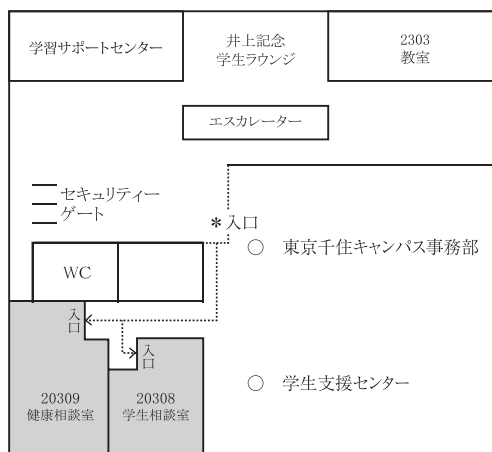 学習サポートセンター
井上記念
学生ラウンジ
2303
教室
エスカレーター
セキュリティー
ゲート
*入口
○ 東京千住キャンパス事務部
WC
入口
入口
20309
健康相談室
20308
学生相談室
○ 学生支援センター